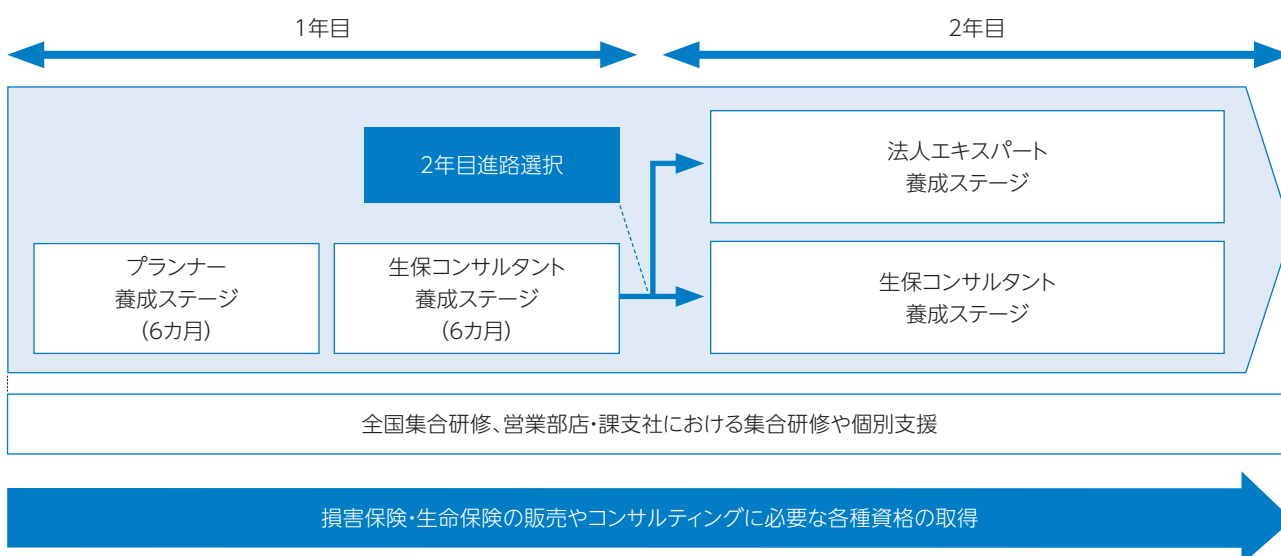 1年目
2年目
2年目進路選択
法人エキスパート
養成ステージ
プランナー
養成ステージ
(6カ月)
生保コンサルタント
養成ステージ
(6カ月)
生保コンサルタント
養成ステージ
全国集合研修、営業部店・課支社における集合研修や個別支援
損害保険・生命保険の販売やコンサルティングに必要な各種資格の取得